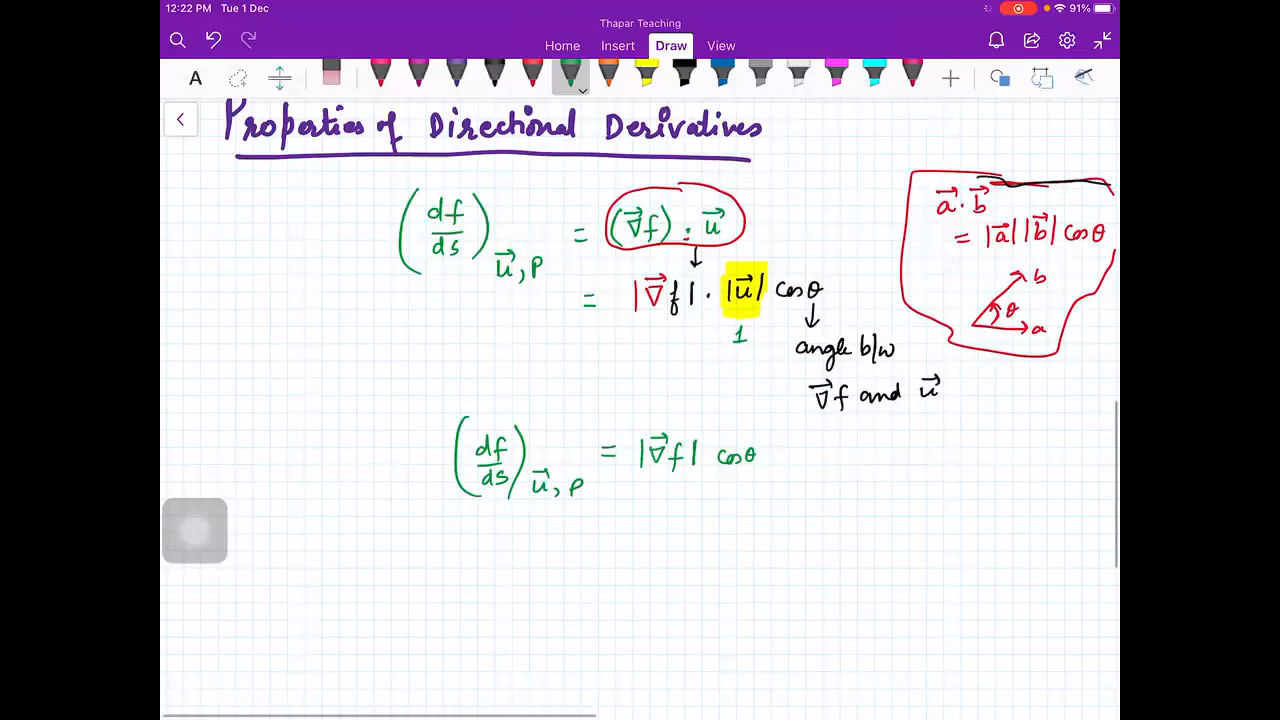 12:22 PM Tue 1 Dec
91%
Thapar Teaching
Home Insert Draw View
A
Properties of Directional Derivatives
(df/ds)_{u⃗, P} = (∇⃗f) · u⃗
= |∇⃗f| · |u⃗| cosθ
1
angle b/w
∇⃗f and u⃗
(df/ds)_{u⃗, P} = |∇⃗f| cosθ
a⃗ · b⃗
= |a⃗| |b⃗| cosθ
b
θ
a